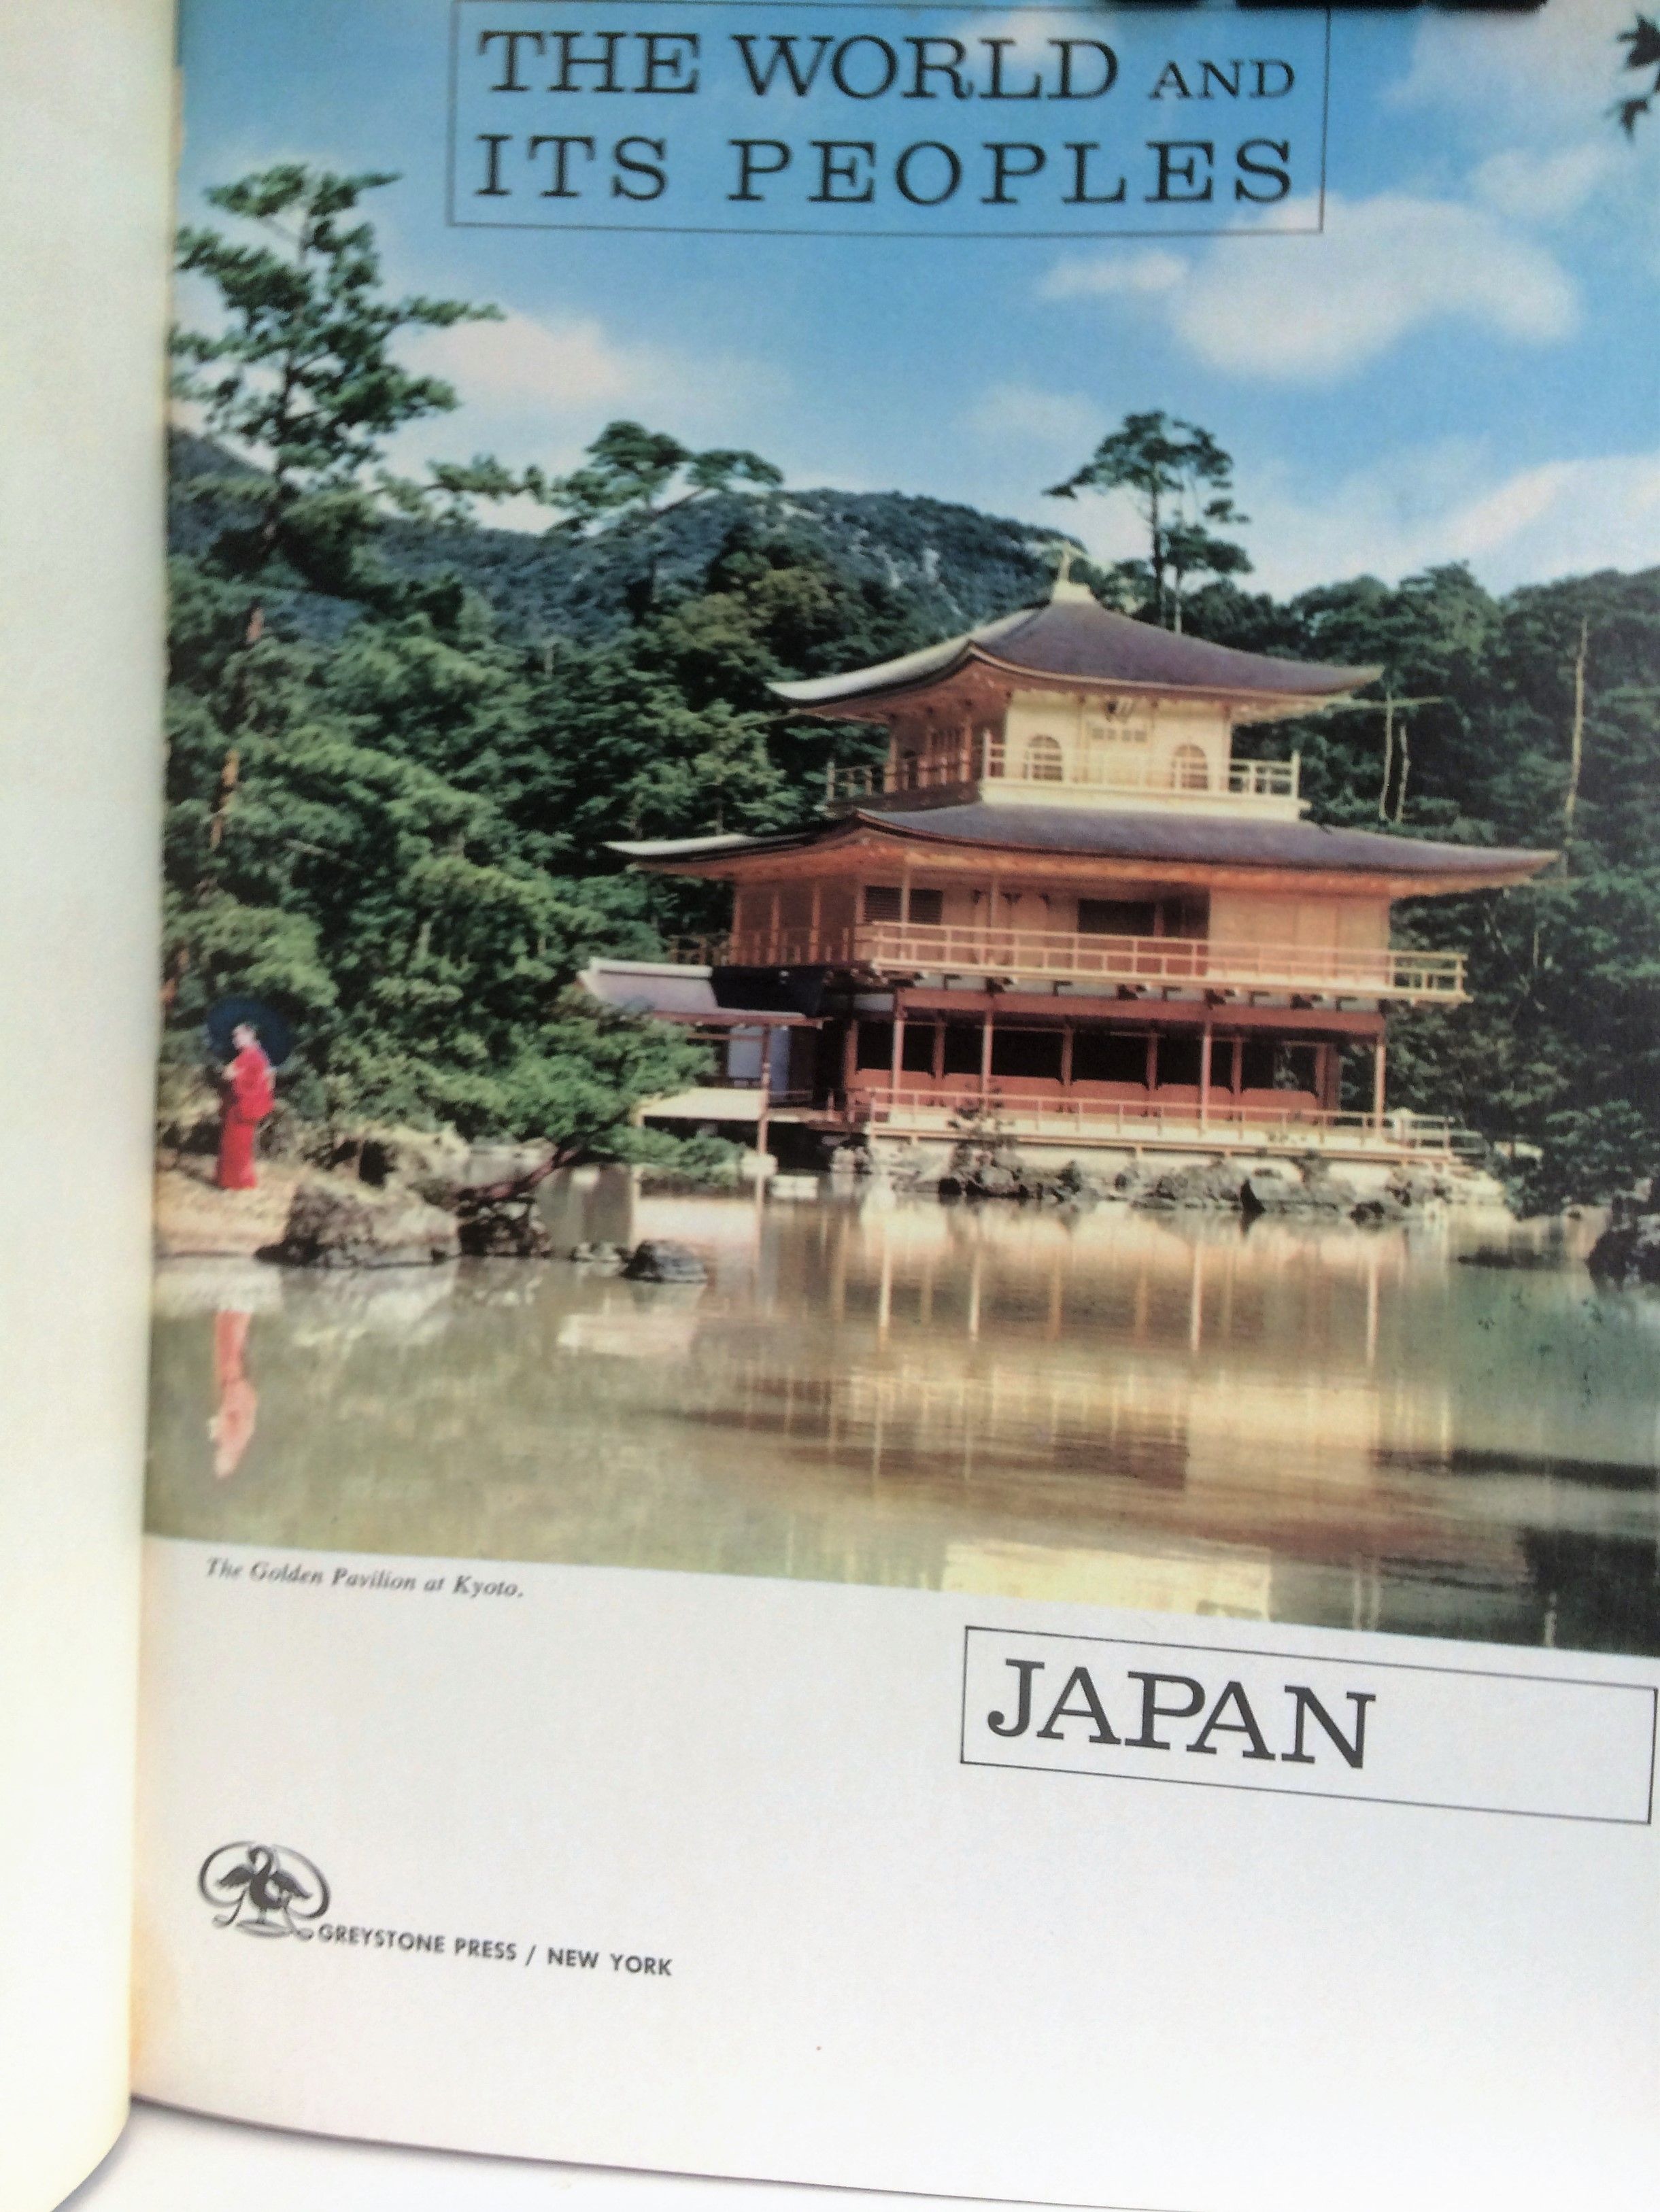 THE WORLD AND
ITS PEOPLES
The Golden Pavilion at Kyoto.
JAPAN
GREYSTONE PRESS / NEW YORK